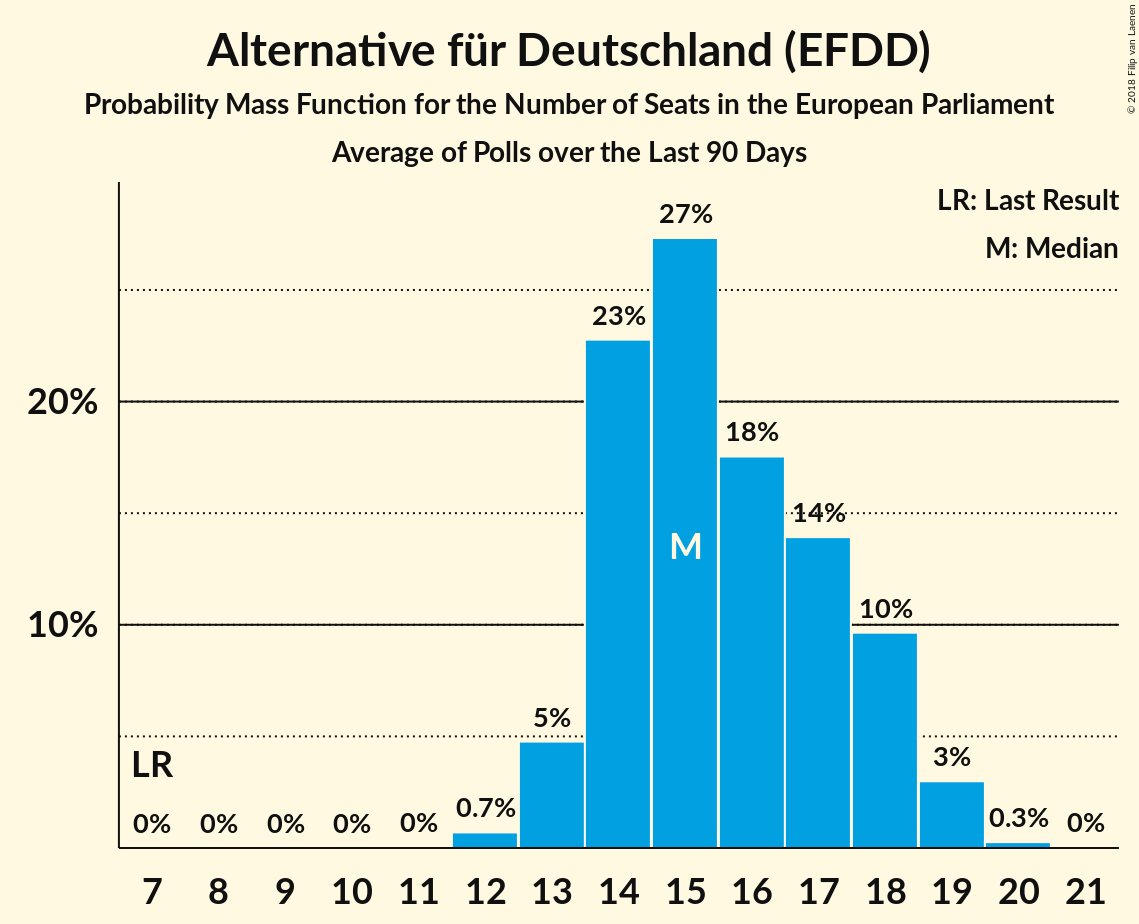 Alternative für Deutschland (EFDD)
Probability Mass Function for the Number of Seats in the European Parliament
Average of Polls over the Last 90 Days
© 2018 Filip van Laenen
LR: Last Result
M: Median
27%
23%
20%
18%
14%
M
10%
10%
5%
LR
3%
0% 0% 0% 0% 0% 0.7% 0.3% 0%
7 8 9 10 11 12 13 14 15 16 17 18 19 20 21